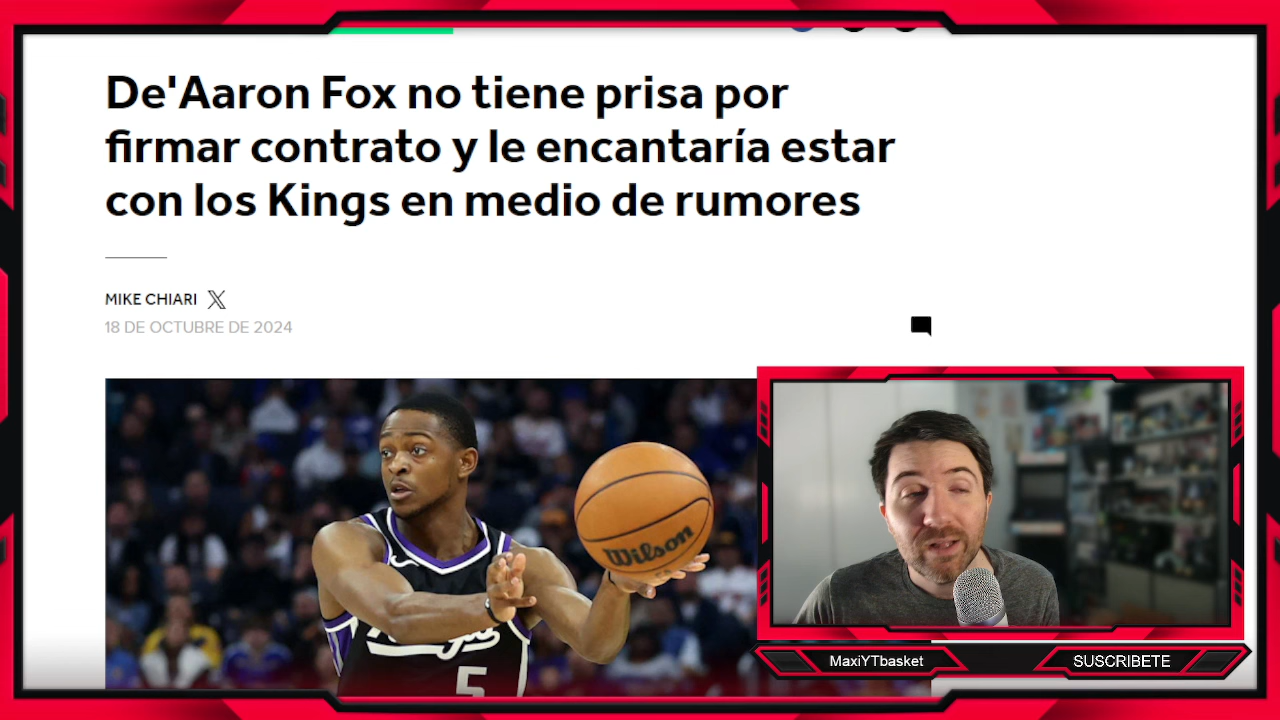 De'Aaron Fox no tiene prisa por
firmar contrato y le encantaría estar
con los Kings en medio de rumores
MIKE CHIARI X
18 DE OCTUBRE DE 2024
Wilson
Kings
5
MaxiYTbasket
SUSCRIBETE